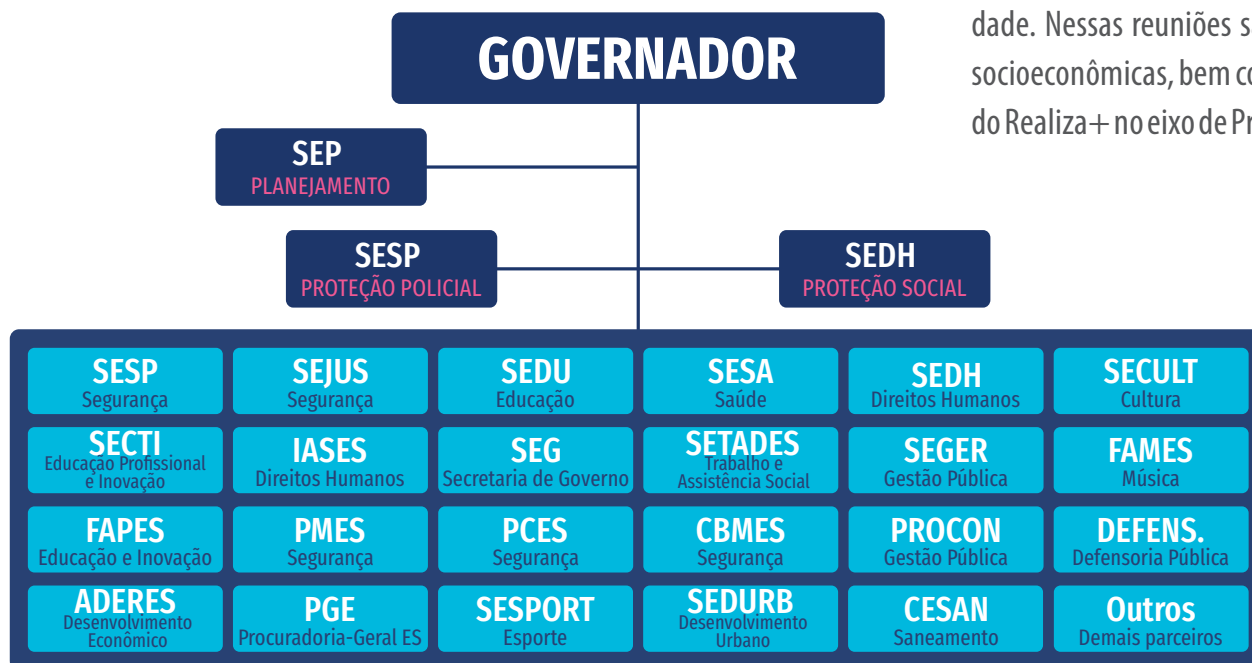 dade. Nessas reuniões
socioeconômicas, bem
do Realiza+ no eixo de
GOVERNADOR
SEP
PLANEJAMENTO
SESP
PROTEÇÃO POLICIAL
SEDH
PROTEÇÃO SOCIAL
SESP
Segurança
SEJUS
Segurança
SEDU
Educação
SESA
Saúde
SEDH
Direitos Humanos
SECULT
Cultura
SECTI
Educação Profissional
e Inovação
IASES
Direitos Humanos
SEG
Secretaria de Governo
SETADES
Trabalho e
Assistência Social
SEGER
Gestão Pública
FAMES
Música
FAPES
Educação e Inovação
PMES
Segurança
PCES
Segurança
CBMES
Segurança
PROCON
Gestão Pública
DEFENS.
Defensoria Pública
ADERES
Desenvolvimento
Econômico
PGE
Procuradoria-Geral ES
SESPORT
Esporte
SEDURB
Desenvolvimento
Urbano
CESAN
Saneamento
Outros
Demais parceiros